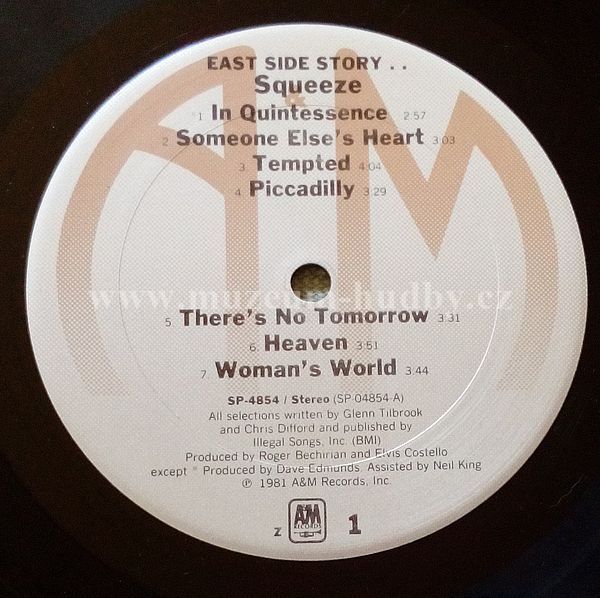 EAST SIDE STORY . .
Squeeze
* 1 In Quintessence 2:57
2 Someone Else's Heart 3:03
3 Tempted 4:04
4 Piccadilly 3:29
www.muzeum-hudby.cz
5 There's No Tomorrow 3:31
6 Heaven 3:51
7 Woman's World 3:44
SP-4854 / Stereo (SP-04854-A)
All selections written by Glenn Tilbrook
and Chris Difford and published by
Illegal Songs, Inc. (BMI)
Produced by Roger Bechirian and Elvis Costello
except * Produced by Dave Edmunds. Assisted by Neil King
℗ 1981 A&M Records, Inc.
z A&M RECORDS 1